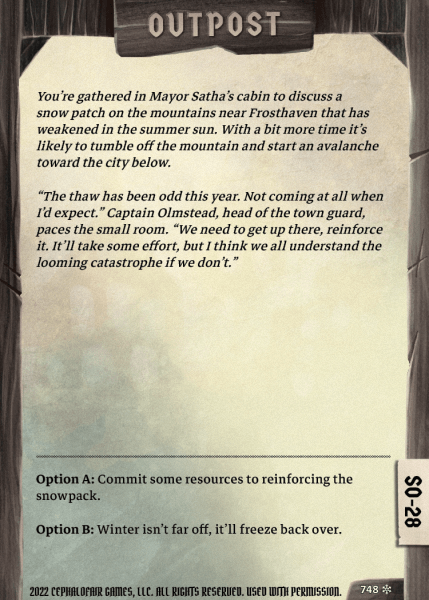 OUTPOST
You're gathered in Mayor Satha's cabin to discuss a
snow patch on the mountains near Frosthaven that has
weakened in the summer sun. With a bit more time it's
likely to tumble off the mountain and start an avalanche
toward the city below.
“The thaw has been odd this year. Not coming at all when
I'd expect.” Captain Olmstead, head of the town guard,
paces the small room. “We need to get up there, reinforce
it. It'll take some effort, but I think we all understand the
looming catastrophe if we don't.”
Option A: Commit some resources to reinforcing the
snowpack.
Option B: Winter isn't far off, it'll freeze back over.
SO-28
2022 CEPHALOFAIR GAMES, LLC. ALL RIGHTS RESERVED. USED WITH PERMISSION.
748